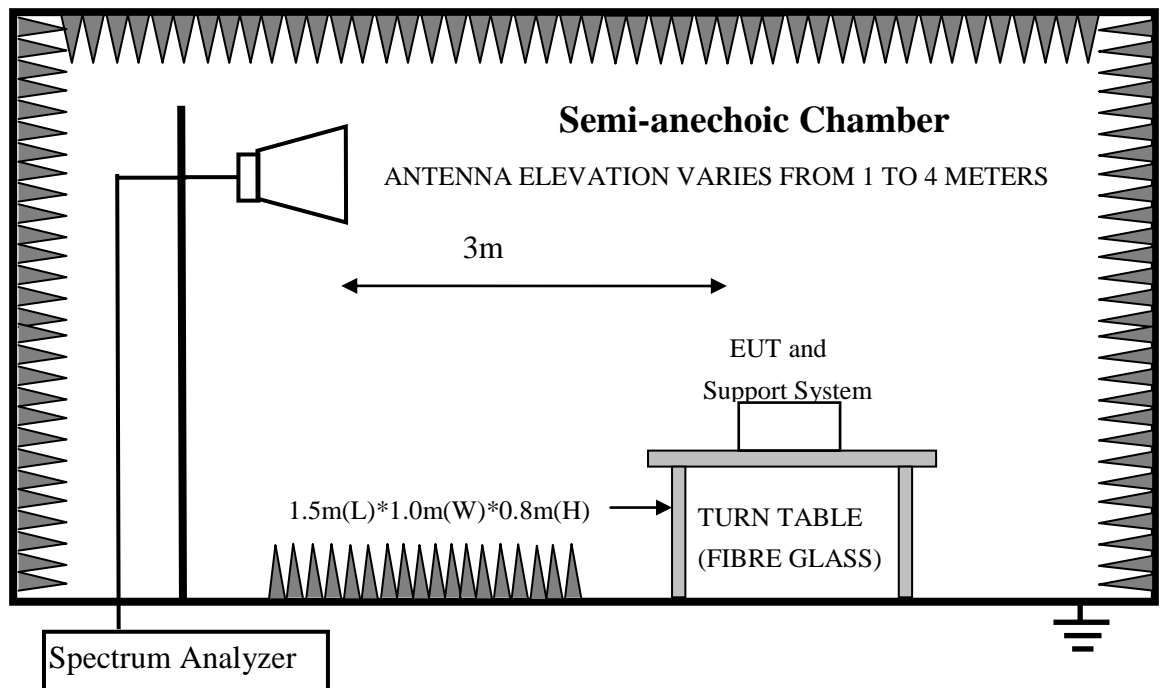 Semi-anechoic Chamber
ANTENNA ELEVATION VARIES FROM 1 TO 4 METERS
3m
EUT and
Support System
1.5m(L)*1.0m(W)*0.8m(H)
TURN TABLE
(FIBRE GLASS)
Spectrum Analyzer